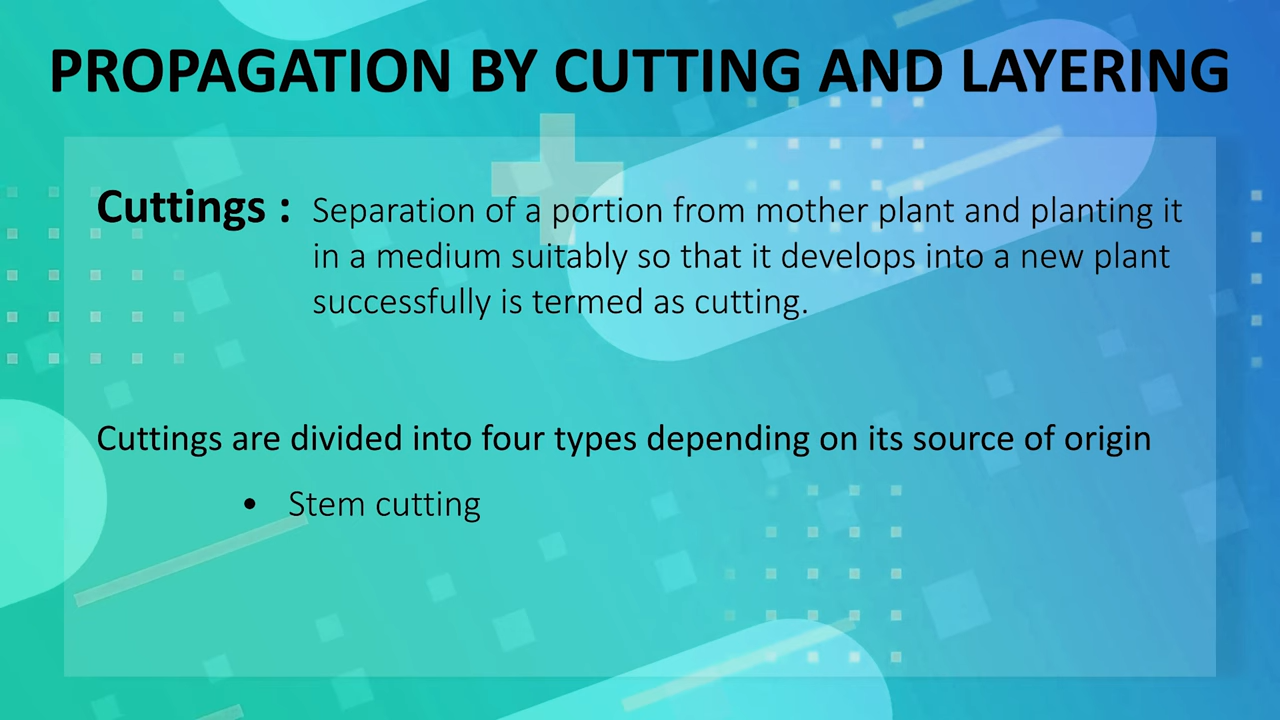 PROPAGATION BY CUTTING AND LAYERING
Cuttings : Separation of a portion from mother plant and planting it
in a medium suitably so that it develops into a new plant
successfully is termed as cutting.
Cuttings are divided into four types depending on its source of origin
• Stem cutting